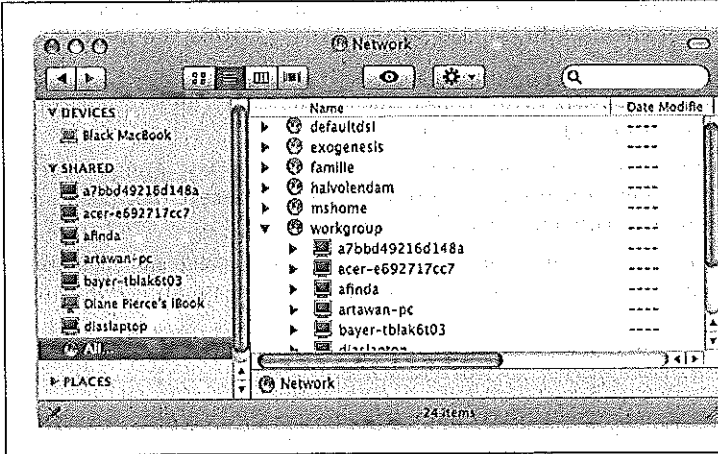 Network
Name
Date Modifie
▼ DEVICES
Black MacBook
▼ SHARED
a7bbd49216d148a
acer-e692717cc7
afinda
artawan-pc
bayer-tblak6t03
Diane Pierce's iBook
diaslaptop
All...
▶ PLACES
defaultdsl
----
exogenesis
----
famille
----
halvolendam
----
mshome
----
workgroup
----
a7bbd49216d148a
----
acer-e692717cc7
----
afinda
----
artawan-pc
----
bayer-tblak6t03
----
diaslaptop
Network
24 items